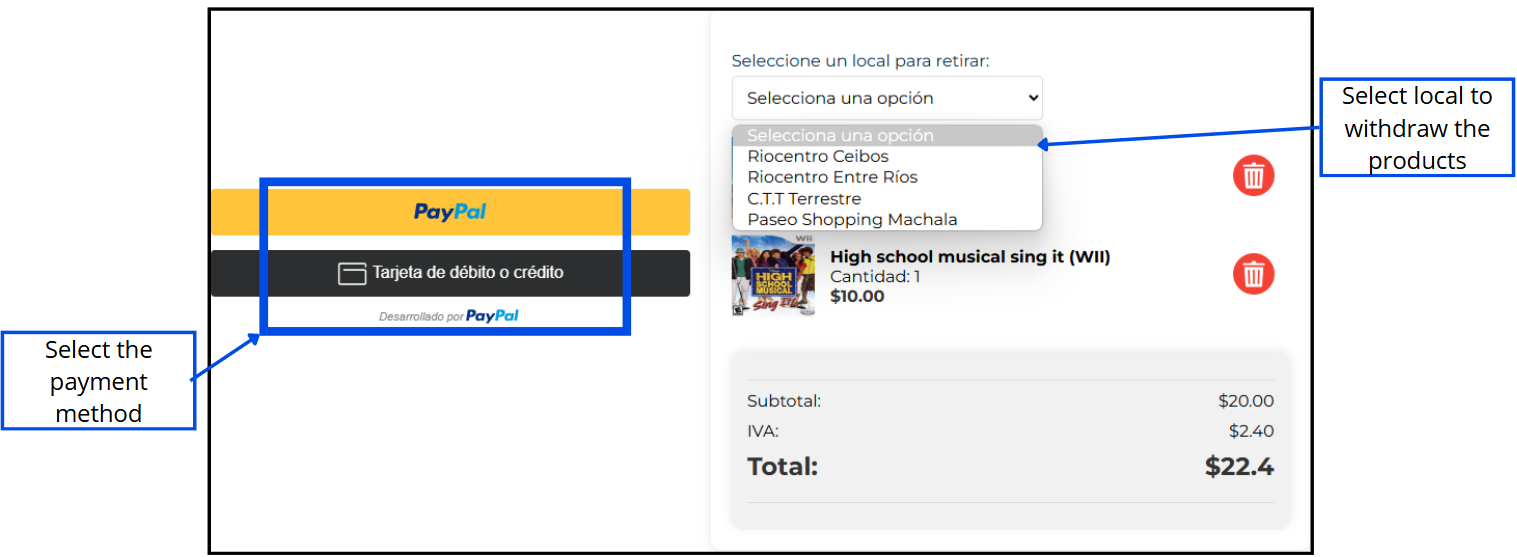 Seleccione un local para retirar:
Selecciona una opción
Selecciona una opción
Riocentro Ceibos
Riocentro Entre Ríos
C.T.T Terrestre
Paseo Shopping Machala
Select local to
withdraw the
products
PayPal
Tarjeta de débito o crédito
Desarrollado por PayPal
Select the
payment
method
Wii
HIGH
SCHOOL
MUSICAL
Sing It!
High school musical sing it (WII)
Cantidad: 1
$10.00
Subtotal: $20.00
IVA: $2.40
Total: $22.4